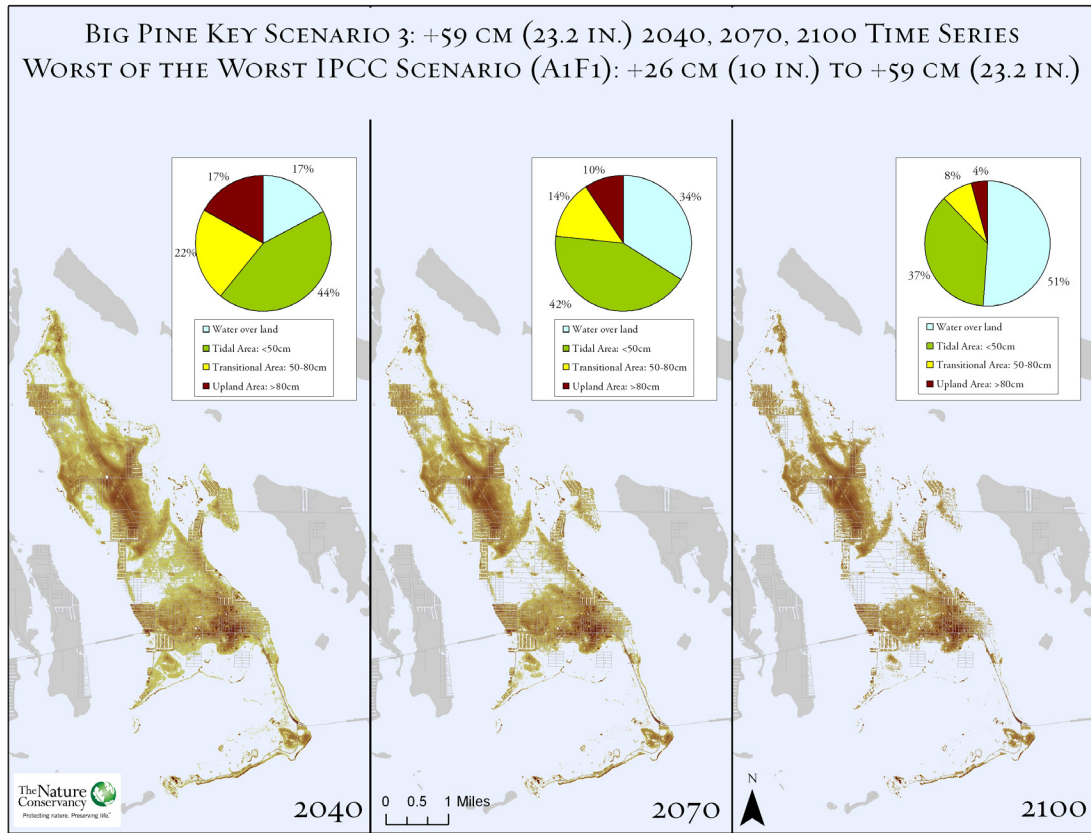 Big Pine Key Scenario 3: +59 cm (23.2 in.) 2040, 2070, 2100 Time Series
Worst of the Worst IPCC Scenario (A1F1): +26 cm (10 in.) to +59 cm (23.2 in.)
17%
17%
22%
44%
Water over land
Tidal Area: <50cm
Transitional Area: 50-80cm
Upland Area: >80cm
10%
14%
34%
42%
Water over land
Tidal Area: <50cm
Transitional Area: 50-80cm
Upland Area: >80cm
4%
8%
37%
51%
Water over land
Tidal Area: <50cm
Transitional Area: 50-80cm
Upland Area: >80cm
The Nature
Conservancy
Protecting nature. Preserving life.™
2040
0 0.5 1 Miles
2070
N
2100